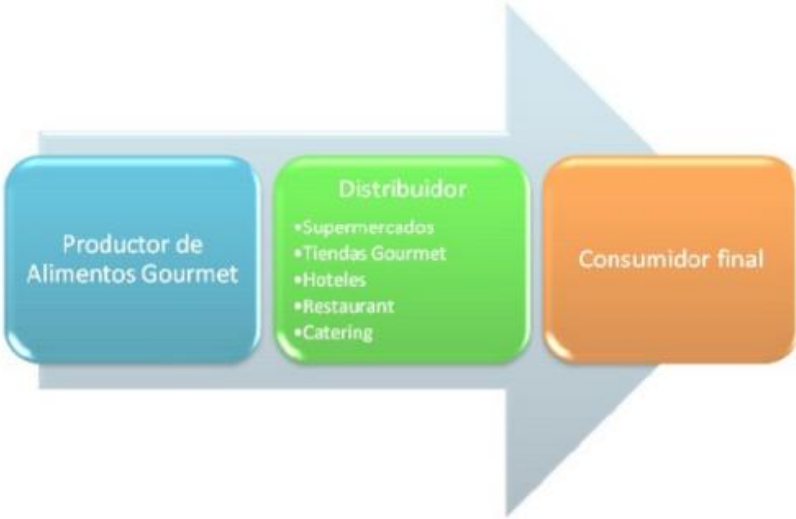 Productor de
Alimentos Gourmet
Distribuidor
•Supermercados
•Tiendas Gourmet
•Hoteles
•Restaurant
•Catering
Consumidor final